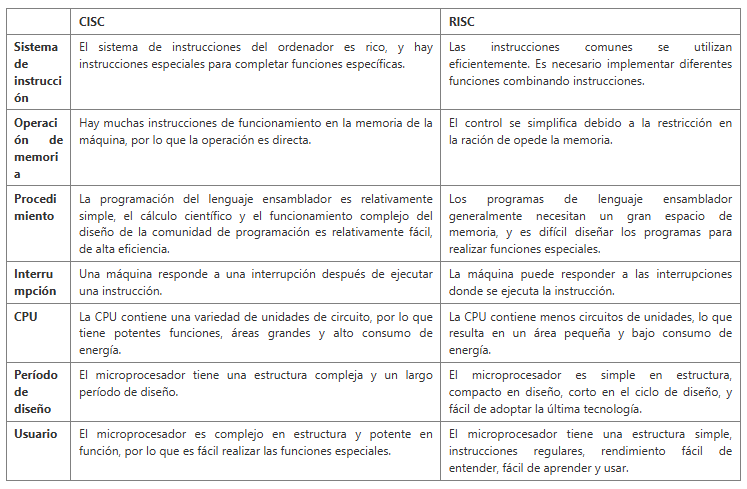 CISC
RISC
Sistema
de
instrucci
ón
El sistema de instrucciones del ordenador es rico, y hay
instrucciones especiales para completar funciones específicas.
Las instrucciones comunes se utilizan
eficientemente. Es necesario implementar diferentes
funciones combinando instrucciones.
Operaci
ón de
memori
a
Hay muchas instrucciones de funcionamiento en la memoria de la
máquina, por lo que la operación es directa.
El control se simplifica debido a la restricción en
la ración de opede la memoria.
Procedi
miento
La programación del lenguaje ensamblador es relativamente
simple, el cálculo científico y el funcionamiento complejo del
diseño de la comunidad de programación es relativamente fácil,
de alta eficiencia.
Los programas de lenguaje ensamblador
generalmente necesitan un gran espacio de
memoria, y es difícil diseñar los programas para
realizar funciones especiales.
Interru
mpción
Una máquina responde a una interrupción después de ejecutar
una instrucción.
La máquina puede responder a las interrupciones
donde se ejecuta la instrucción.
CPU
La CPU contiene una variedad de unidades de circuito, por lo que
tiene potentes funciones, áreas grandes y alto consumo de
energía.
La CPU contiene menos circuitos de unidades, lo que
resulta en un área pequeña y bajo consumo de
energía.
Período
de
diseño
El microprocesador tiene una estructura compleja y un largo
período de diseño.
El microprocesador es simple en estructura,
compacto en diseño, corto en el ciclo de diseño, y
fácil de adoptar la última tecnología.
Usuario
El microprocesador es complejo en estructura y potente en
función, por lo que es fácil realizar las funciones especiales.
El microprocesador tiene una estructura simple,
instrucciones regulares, rendimiento fácil de
entender, fácil de aprender y usar.